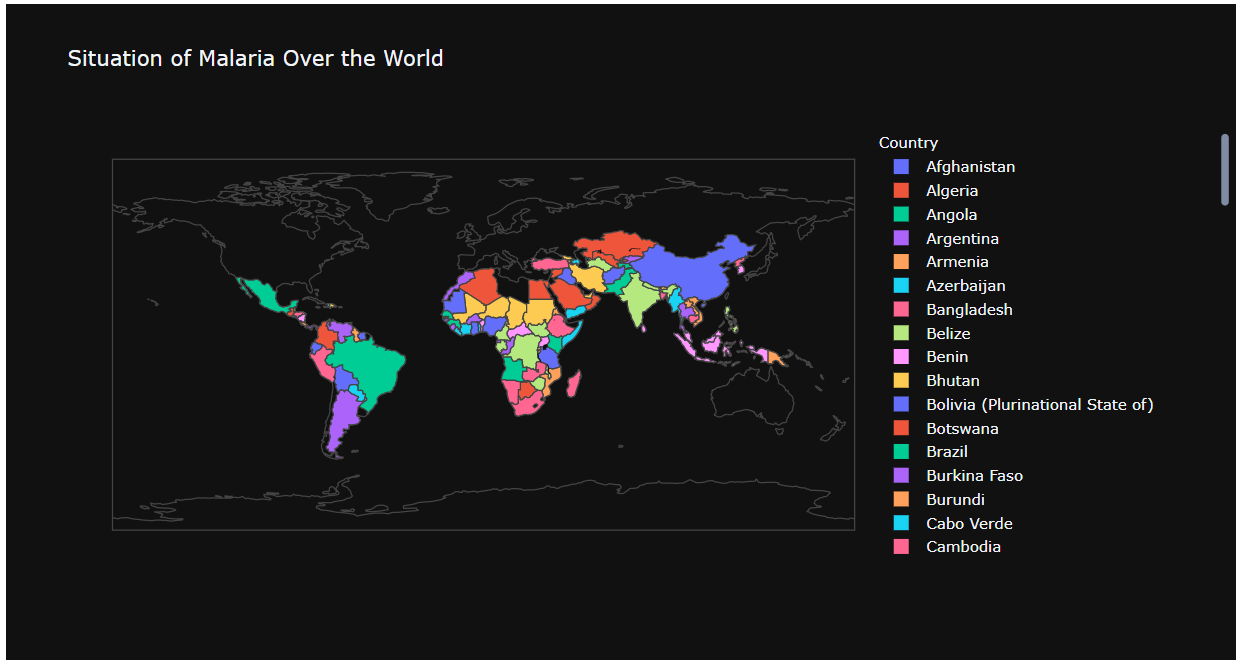 Situation of Malaria Over the World
Country
Afghanistan
Algeria
Angola
Argentina
Armenia
Azerbaijan
Bangladesh
Belize
Benin
Bhutan
Bolivia (Plurinational State of)
Botswana
Brazil
Burkina Faso
Burundi
Cabo Verde
Cambodia